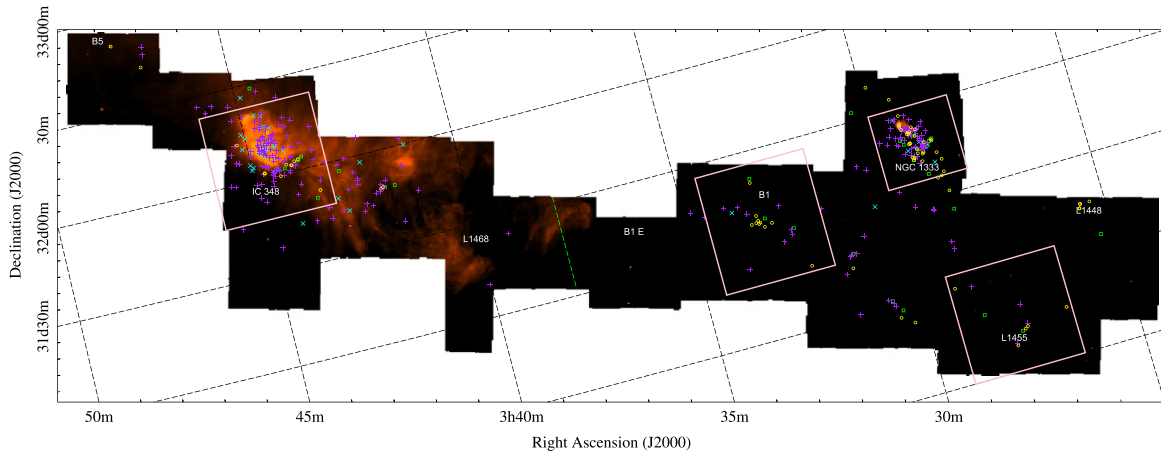 33d00m
B5
30m
IC 348
NGC 1333
B1
L1448
Declination (J2000)
32d00m
L1468
B1 E
31d30m
L1455
50m
45m
3h40m
35m
30m
Right Ascension (J2000)